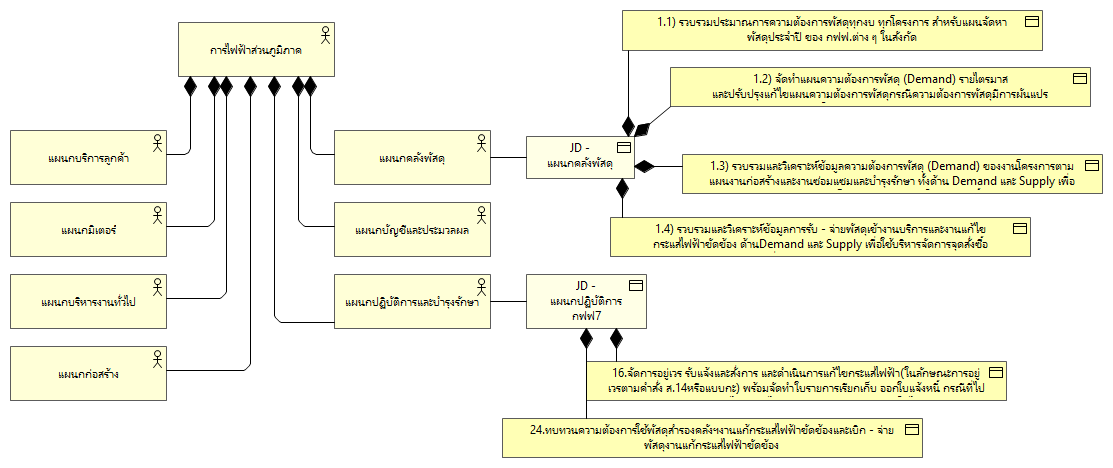 การไฟฟ้าส่วนภูมิภาค
แผนกบริการลูกค้า
แผนกมิเตอร์
แผนกบริหารงานทั่วไป
แผนกก่อสร้าง
แผนกคลังพัสดุ
แผนกบัญชีและประมวลผล
แผนกปฏิบัติการและบำรุงรักษา
JD -
แผนกคลังพัสดุ
1.1) รวบรวมประมาณการความต้องการพัสดุทุกงบ ทุกโครงการ สำหรับแผนจัดหา
พัสดุประจำปี ของ กฟฟ.ต่าง ๆ ในสังกัด
1.2) จัดทำแผนความต้องการพัสดุ (Demand) รายไตรมาส
และปรับปรุงแก้ไขแผนความต้องการพัสดุกรณีความต้องการพัสดุมีการผันแปร
1.3) รวบรวมและวิเคราะห์ข้อมูลความต้องการพัสดุ (Demand) ของงานโครงการตาม
แผนงานก่อสร้างและงานซ่อมแซมและบำรุงรักษา ทั้งด้าน Demand และ Supply เพื่อ
1.4) รวบรวมและวิเคราะห์ข้อมูลการรับ - จ่ายพัสดุเข้างานบริการและงานแก้ไข
กระแสไฟฟ้าขัดข้อง ด้านDemand และ Supply เพื่อใช้บริหารจัดการจุดสั่งซื้อ
JD -
แผนกปฏิบัติการ
กฟฟ7
16.จัดการอยู่เวร รับแจ้งและสั่งการ และดำเนินการแก้ไขกระแสไฟฟ้า(ในลักษณะการอยู่
เวรตามคำสั่ง ส.14หรือแบบกะ) พร้อมจัดทำใบรายการเรียกเก็บ ออกใบแจ้งหนี้ กรณีที่ไป
24.ทบทวนความต้องการใช้พัสดุสำรองคลังฯงานแก้กระแสไฟฟ้าขัดข้องและเบิก - จ่าย
พัสดุงานแก้กระแสไฟฟ้าขัดข้อง